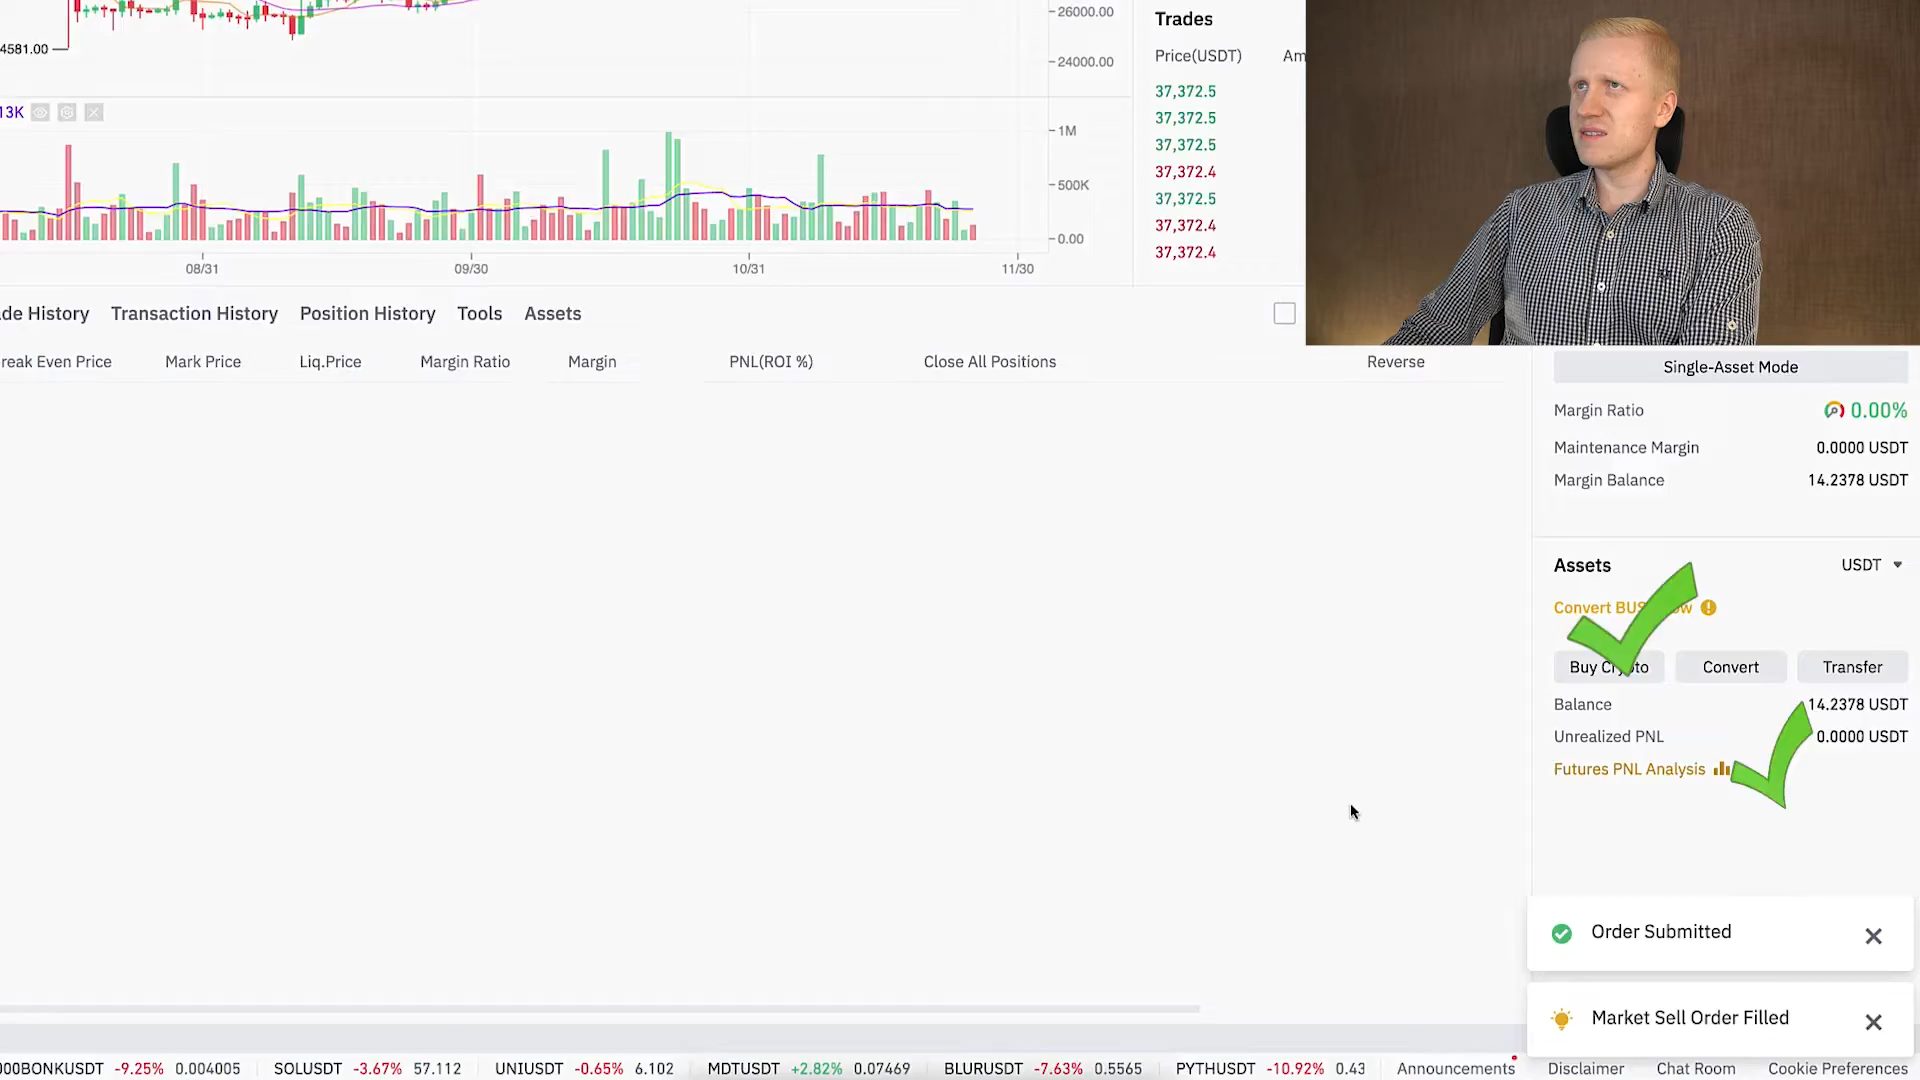 26000.00
24000.00
4581.00
13K
1M
500K
0.00
08/31
09/30
10/31
11/30
Trades
Price(USDT) Am
37,372.5
37,372.5
37,372.5
37,372.4
37,372.5
37,372.4
37,372.4
de History Transaction History Position History Tools Assets
reak Even Price Mark Price Liq.Price Margin Ratio Margin PNL(ROI %) Close All Positions Reverse
Single-Asset Mode
Margin Ratio 0.00%
Maintenance Margin 0.0000 USDT
Margin Balance 14.2378 USDT
Assets USDT
Convert BUS ow
Buy Crypto Convert Transfer
Balance 14.2378 USDT
Unrealized PNL 0.0000 USDT
Futures PNL Analysis
Order Submitted
Market Sell Order Filled
000BONKUSDT -9.25% 0.004005 SOLUSDT -3.67% 57.112 UNIUSDT -0.65% 6.102 MDTUSDT +2.82% 0.07469 BLURUSDT -7.63% 0.5565 PYTHUSDT -10.92% 0.43 Announcements Disclaimer Chat Room Cookie Preferences